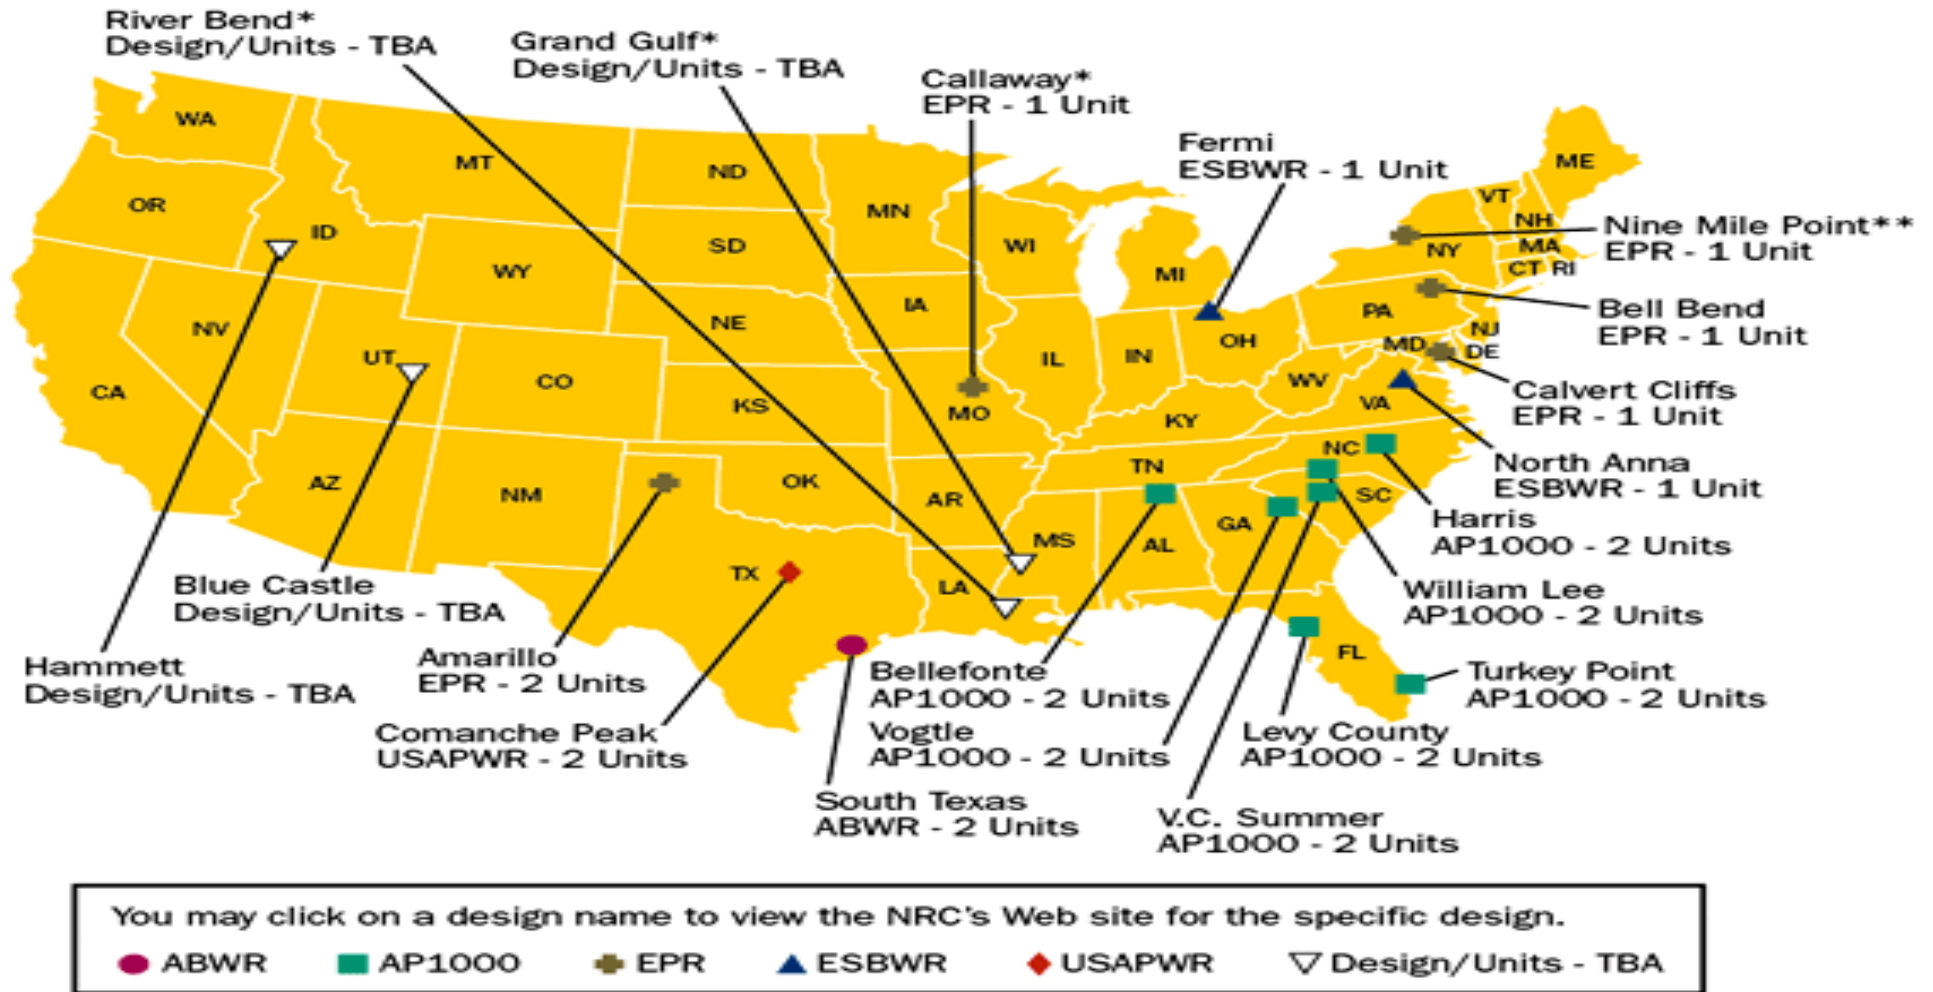 River Bend*
Design/Units - TBA
Grand Gulf*
Design/Units - TBA
Callaway*
EPR - 1 Unit
Fermi
ESBWR - 1 Unit
WA
MT
ND
ME
OR
ID
MN
VT
NH
Nine Mile Point**
EPR - 1 Unit
SD
WI
NY
MA
WY
MI
CT RI
IA
PA
Bell Bend
EPR - 1 Unit
NV
NE
NJ
UT
IL
IN
OH
MD
DE
CA
CO
WV
Calvert Cliffs
EPR - 1 Unit
KS
MO
KY
VA
NC
North Anna
ESBWR - 1 Unit
AZ
NM
OK
AR
TN
SC
Harris
AP1000 - 2 Units
GA
MS
AL
TX
LA
Blue Castle
Design/Units - TBA
William Lee
AP1000 - 2 Units
FL
Hammett
Design/Units - TBA
Amarillo
EPR - 2 Units
Bellefonte
AP1000 - 2 Units
Turkey Point
AP1000 - 2 Units
Comanche Peak
USAPWR - 2 Units
Vogtle
AP1000 - 2 Units
Levy County
AP1000 - 2 Units
South Texas
ABWR - 2 Units
V.C. Summer
AP1000 - 2 Units
You may click on a design name to view the NRC's Web site for the specific design.
ABWR AP1000 EPR ESBWR USAPWR Design/Units - TBA